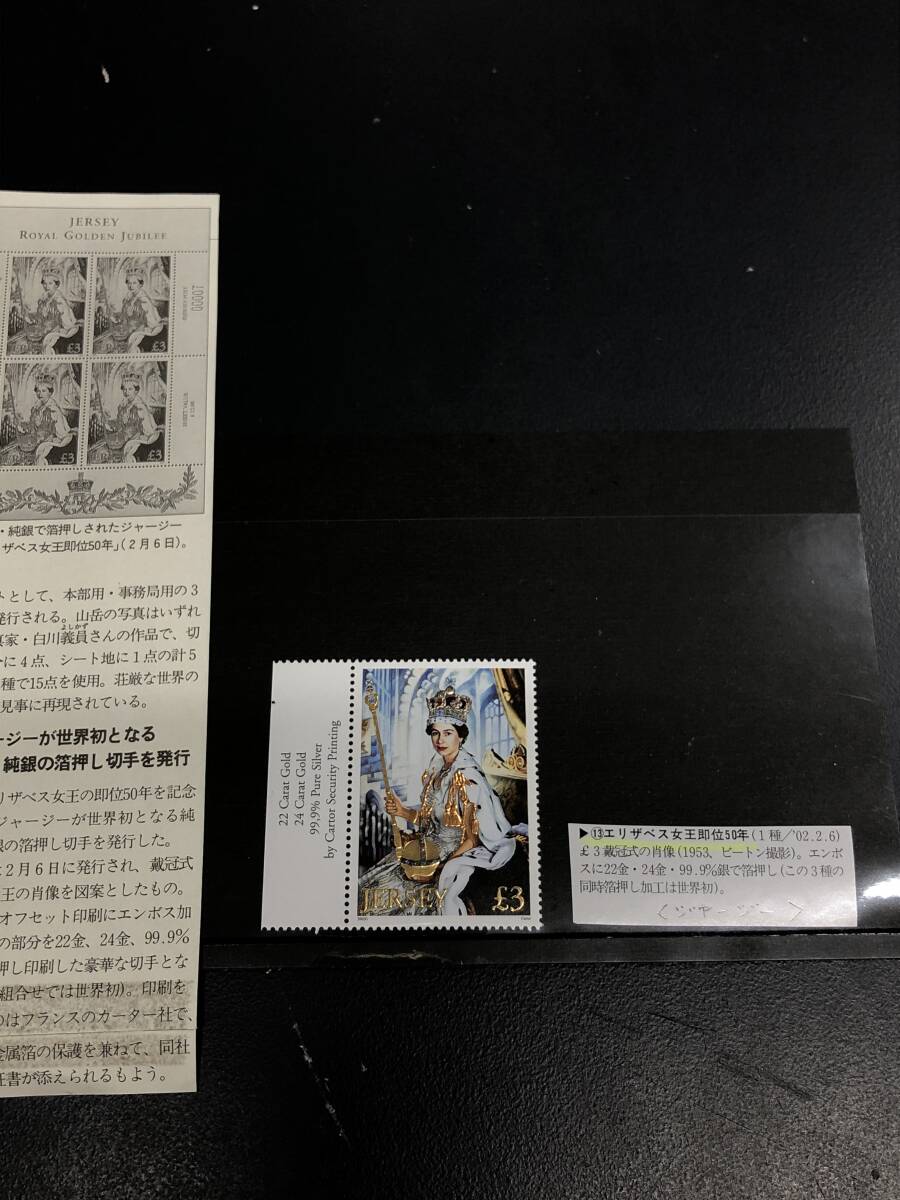 JERSEY
ROYAL GOLDEN JUBILEE
00007
£3
£3
£3
£3
・純銀で箔押しされたジャージー
ザベス女王即位50年」(2月6日)。
として、本部用・事務局用の3
発行される。山岳の写真はいずれ
真家・白川義員さんの作品で、切
よしかず
に4点、シート地に1点の計5
種で15点を使用。荘厳な世界の
見事に再現されている。
ージーが世界初となる
純銀の箔押し切手を発行
リザベス女王の即位50年を記念
ジャージーが世界初となる純
銀の箔押し切手を発行した。
2月6日に発行され、戴冠式
王の肖像を図案としたもの。
オフセット印刷にエンボス加
の部分を22金、24金、99.9%
押し印刷した豪華な切手とな
組合せでは世界初)。印刷を
のはフランスのカーター社で、
金属箔の保護を兼ねて、同社
証書が添えられるもよう。
22 Carat Gold
24 Carat Gold
99.9% Pure Silver
by Cartor Security Printing
JERSEY £3
▶⑬エリザベス女王即位50年(1種/'02.2.6)
£3戴冠式の肖像(1953、ビートン撮影)。エンボ
スに22金・24金・99.9%銀で箔押し(この3種の
同時箔押し加工は世界初)。
<ジャージー>